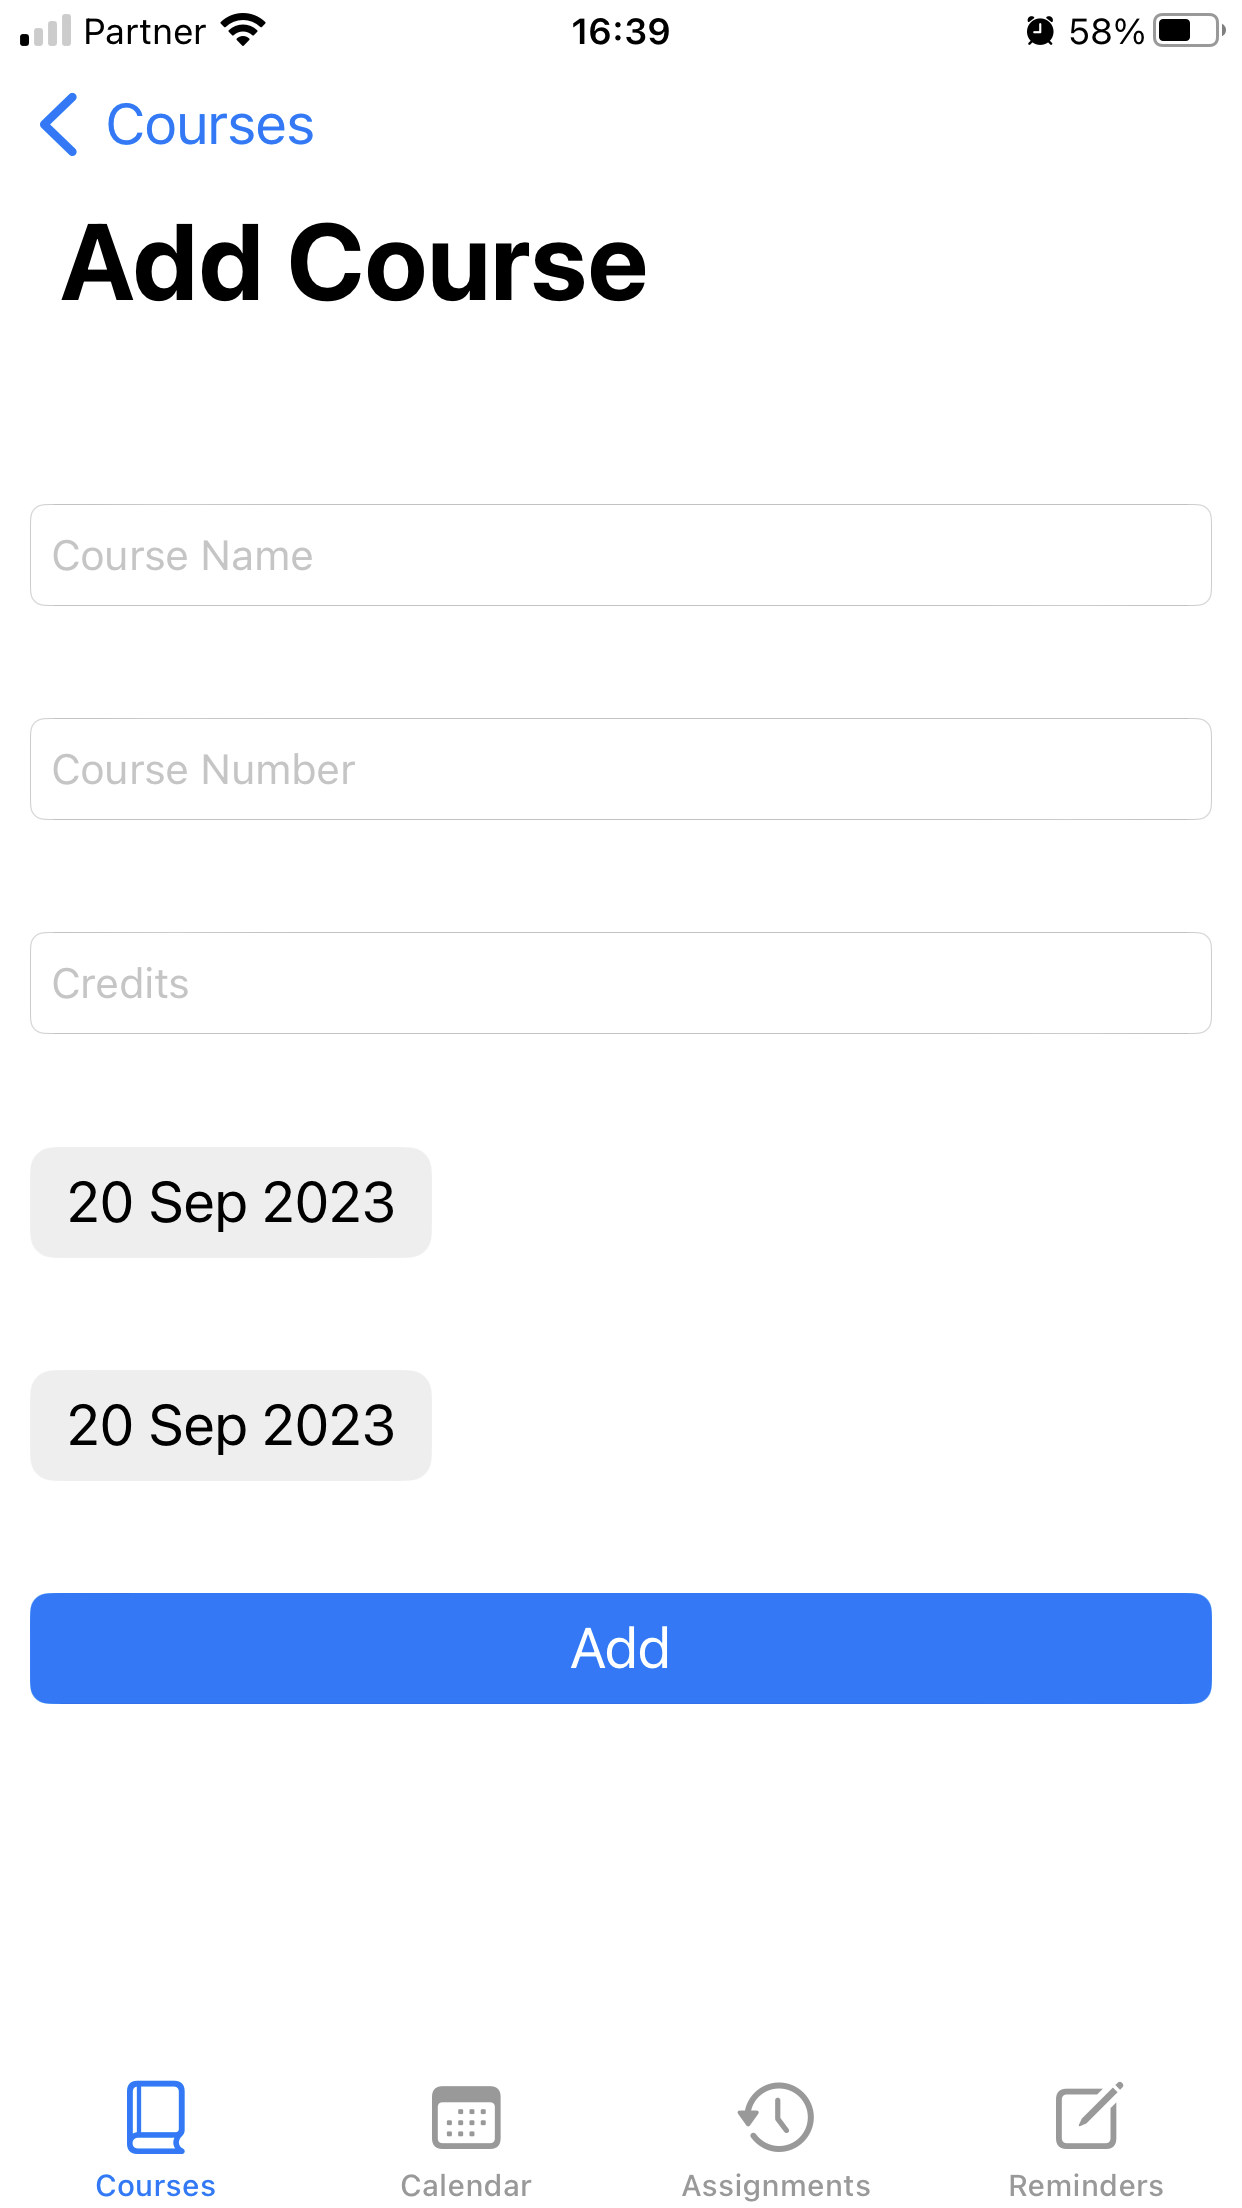 Partner 16:39 58%
Courses
Add Course
Course Name
Course Number
Credits
20 Sep 2023
20 Sep 2023
Add
Courses Calendar Assignments Reminders